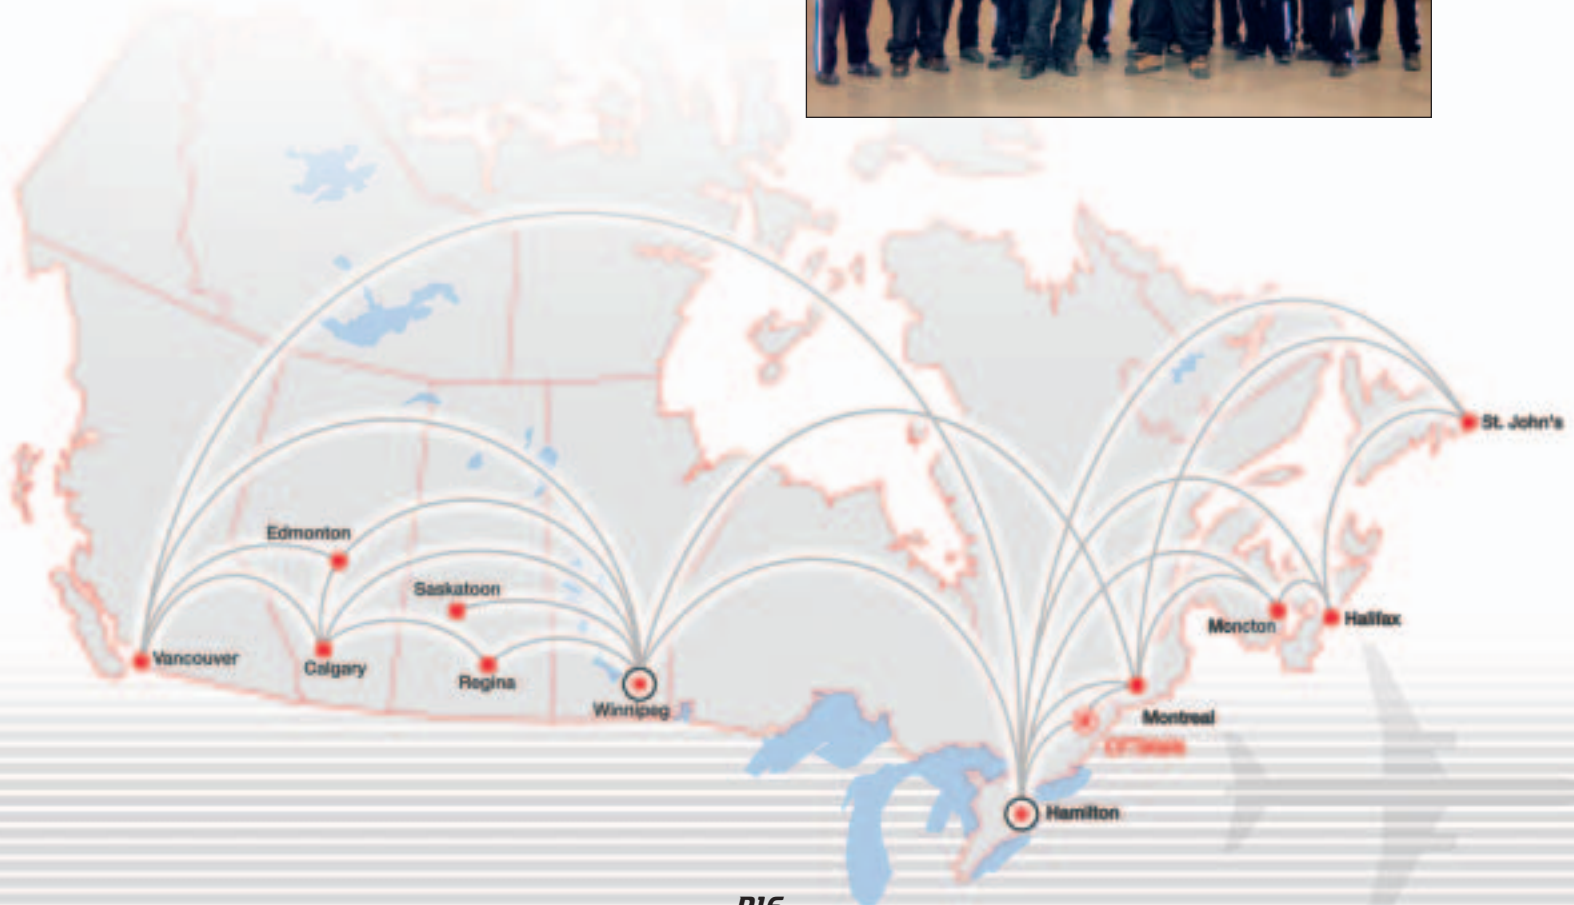 St. John's
Edmonton
Saskatoon
Halifax
Moncton
Vancouver
Calgary
Regina
Winnipeg
Montreal
OTTAWA
Hamilton